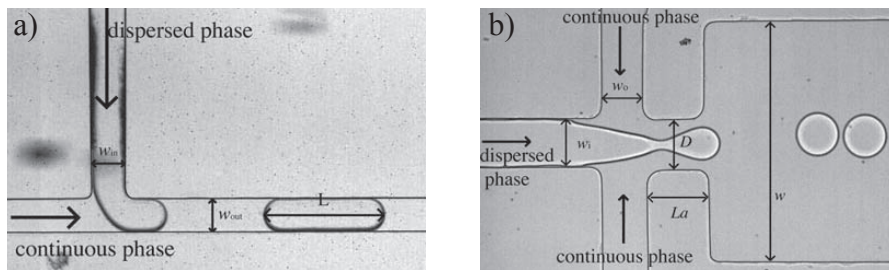 a)
dispersed phase
w_in
w_out
L
continuous phase
b)
continuous phase
w_o
w_i
D
dispersed
phase
w
La
continuous phase